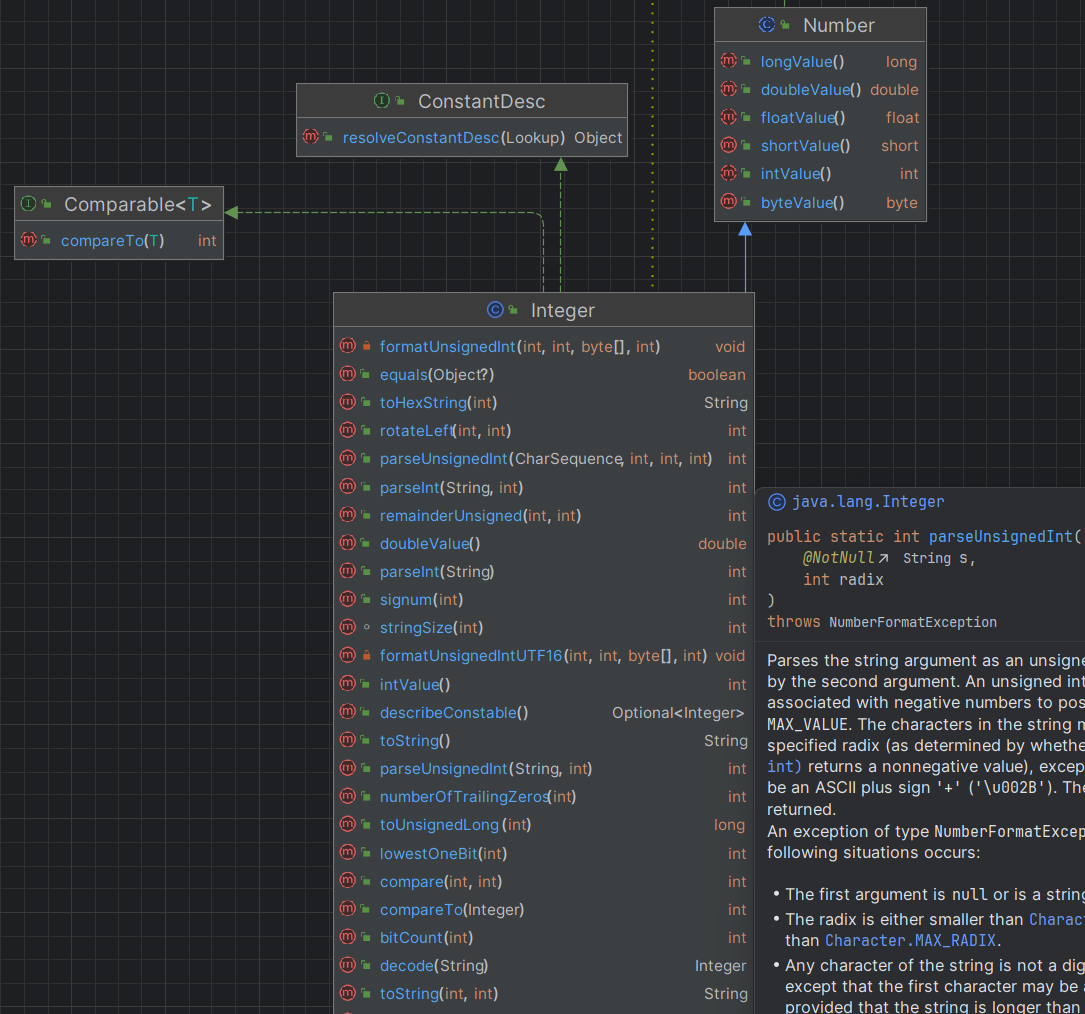 Number
longValue() long
doubleValue() double
floatValue() float
shortValue() short
intValue() int
byteValue() byte
ConstantDesc
resolveConstantDesc(Lookup) Object
Comparable<T>
compareTo(T) int
Integer
formatUnsignedInt(int, int, byte[], int) void
equals(Object?) boolean
toHexString(int) String
rotateLeft(int, int) int
parseUnsignedInt(CharSequence, int, int, int) int
parseInt(String, int) int
remainderUnsigned(int, int) int
doubleValue() double
parseInt(String) int
signum(int) int
stringSize(int) int
formatUnsignedIntUTF16(int, int, byte[], int) void
intValue() int
describeConstable() Optional<Integer>
toString() String
parseUnsignedInt(String, int) int
numberOfTrailingZeros(int) int
toUnsignedLong(int) long
lowestOneBit(int) int
compare(int, int) int
compareTo(Integer) int
bitCount(int) int
decode(String) Integer
toString(int, int) String
java.lang.Integer
public static int parseUnsignedInt(
@NotNull↗ String s,
int radix
)
throws NumberFormatException
Parses the string argument as an unsigne
by the second argument. An unsigned int
associated with negative numbers to pos
MAX_VALUE. The characters in the string m
specified radix (as determined by whethe
int) returns a nonnegative value), excep
be an ASCII plus sign '+' ('\u002B'). The
returned.
An exception of type NumberFormatExcep
following situations occurs:
• The first argument is null or is a string
• The radix is either smaller than Charac
than Character.MAX_RADIX.
• Any character of the string is not a dig
except that the first character may be a
provided that the string is longer than